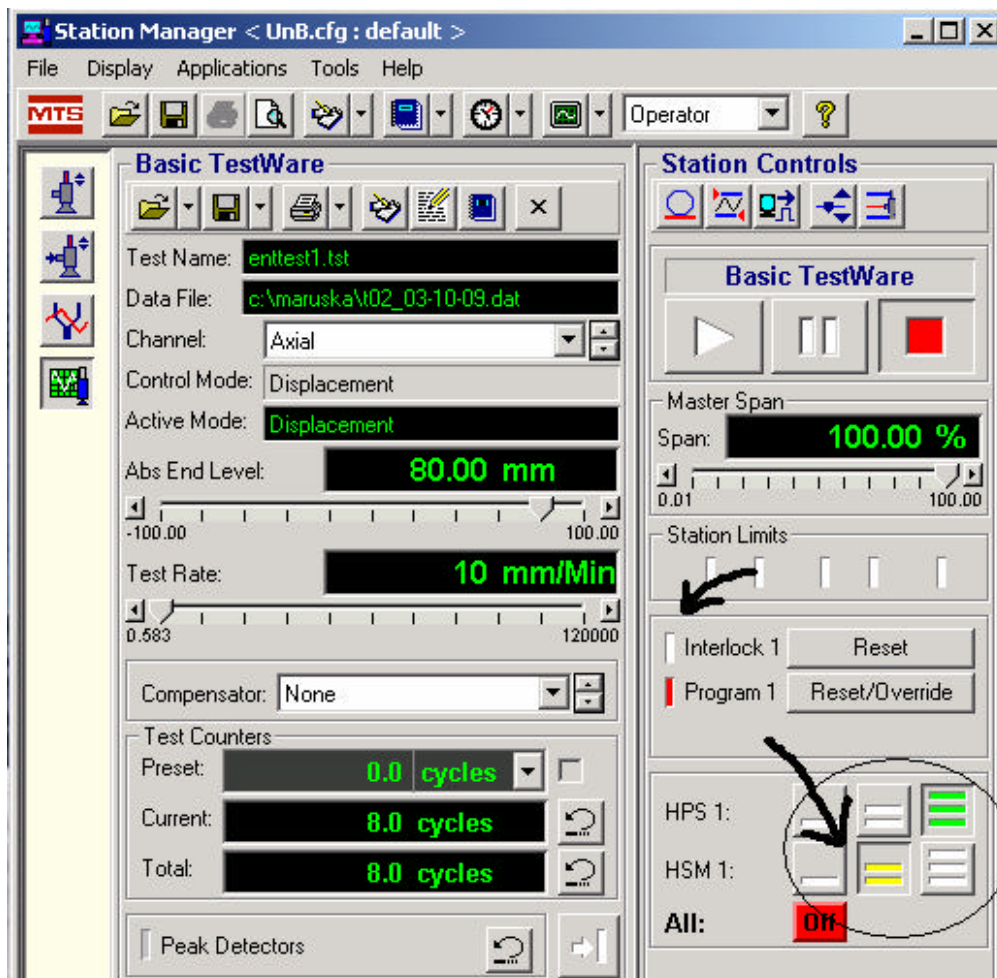 Station Manager < UnB.cfg : default >
File Display Applications Tools Help
MTS Operator
Basic TestWare
Test Name: enttest1.tst
Data File: c:\maruska\t02_03-10-09.dat
Channel: Axial
Control Mode: Displacement
Active Mode: Displacement
Abs End Level: 80.00 mm
-100.00 100.00
Test Rate: 10 mm/Min
0.583 120000
Compensator: None
Test Counters
Preset: 0.0 cycles
Current: 8.0 cycles
Total: 8.0 cycles
Peak Detectors
Station Controls
Basic TestWare
Master Span
Span: 100.00 %
0.01 100.00
Station Limits
Interlock 1 Reset
Program 1 Reset/Override
HPS 1:
HSM 1:
All: Off